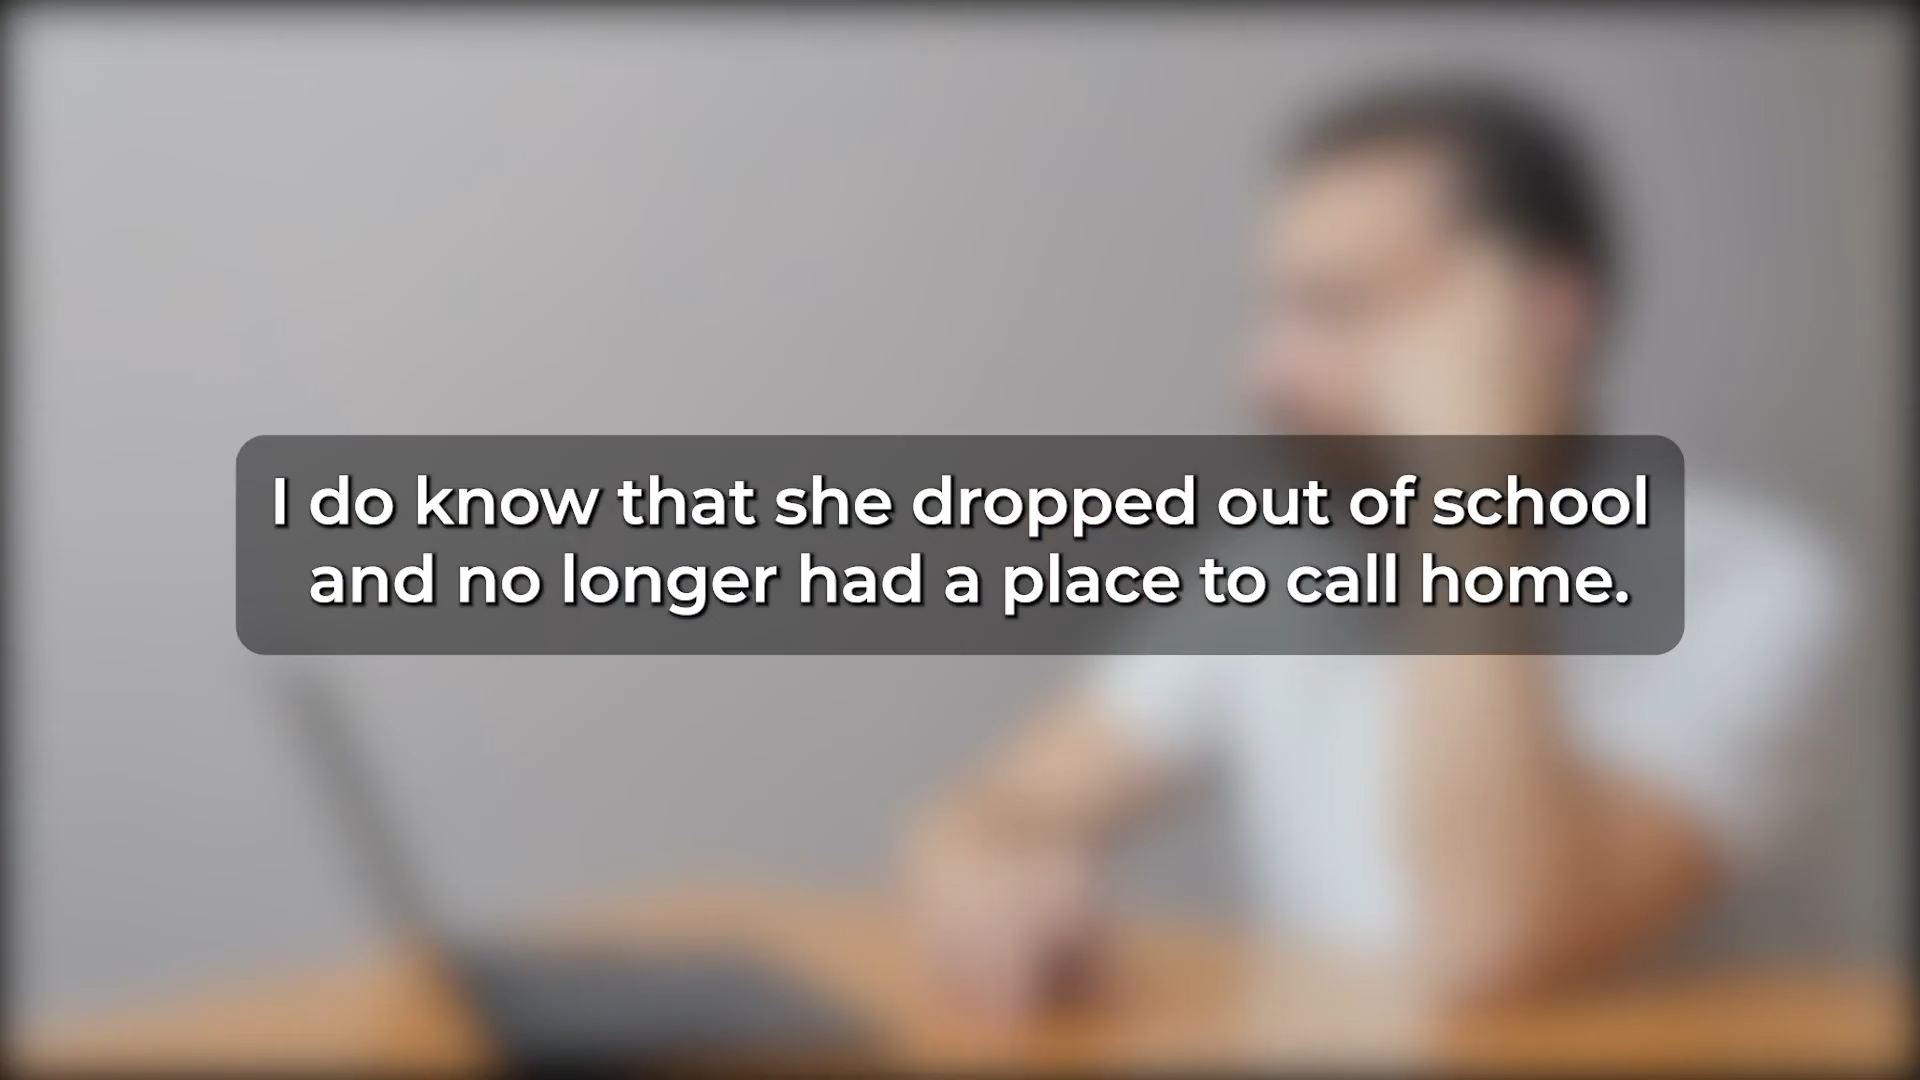 I do know that she dropped out of school
and no longer had a place to call home.